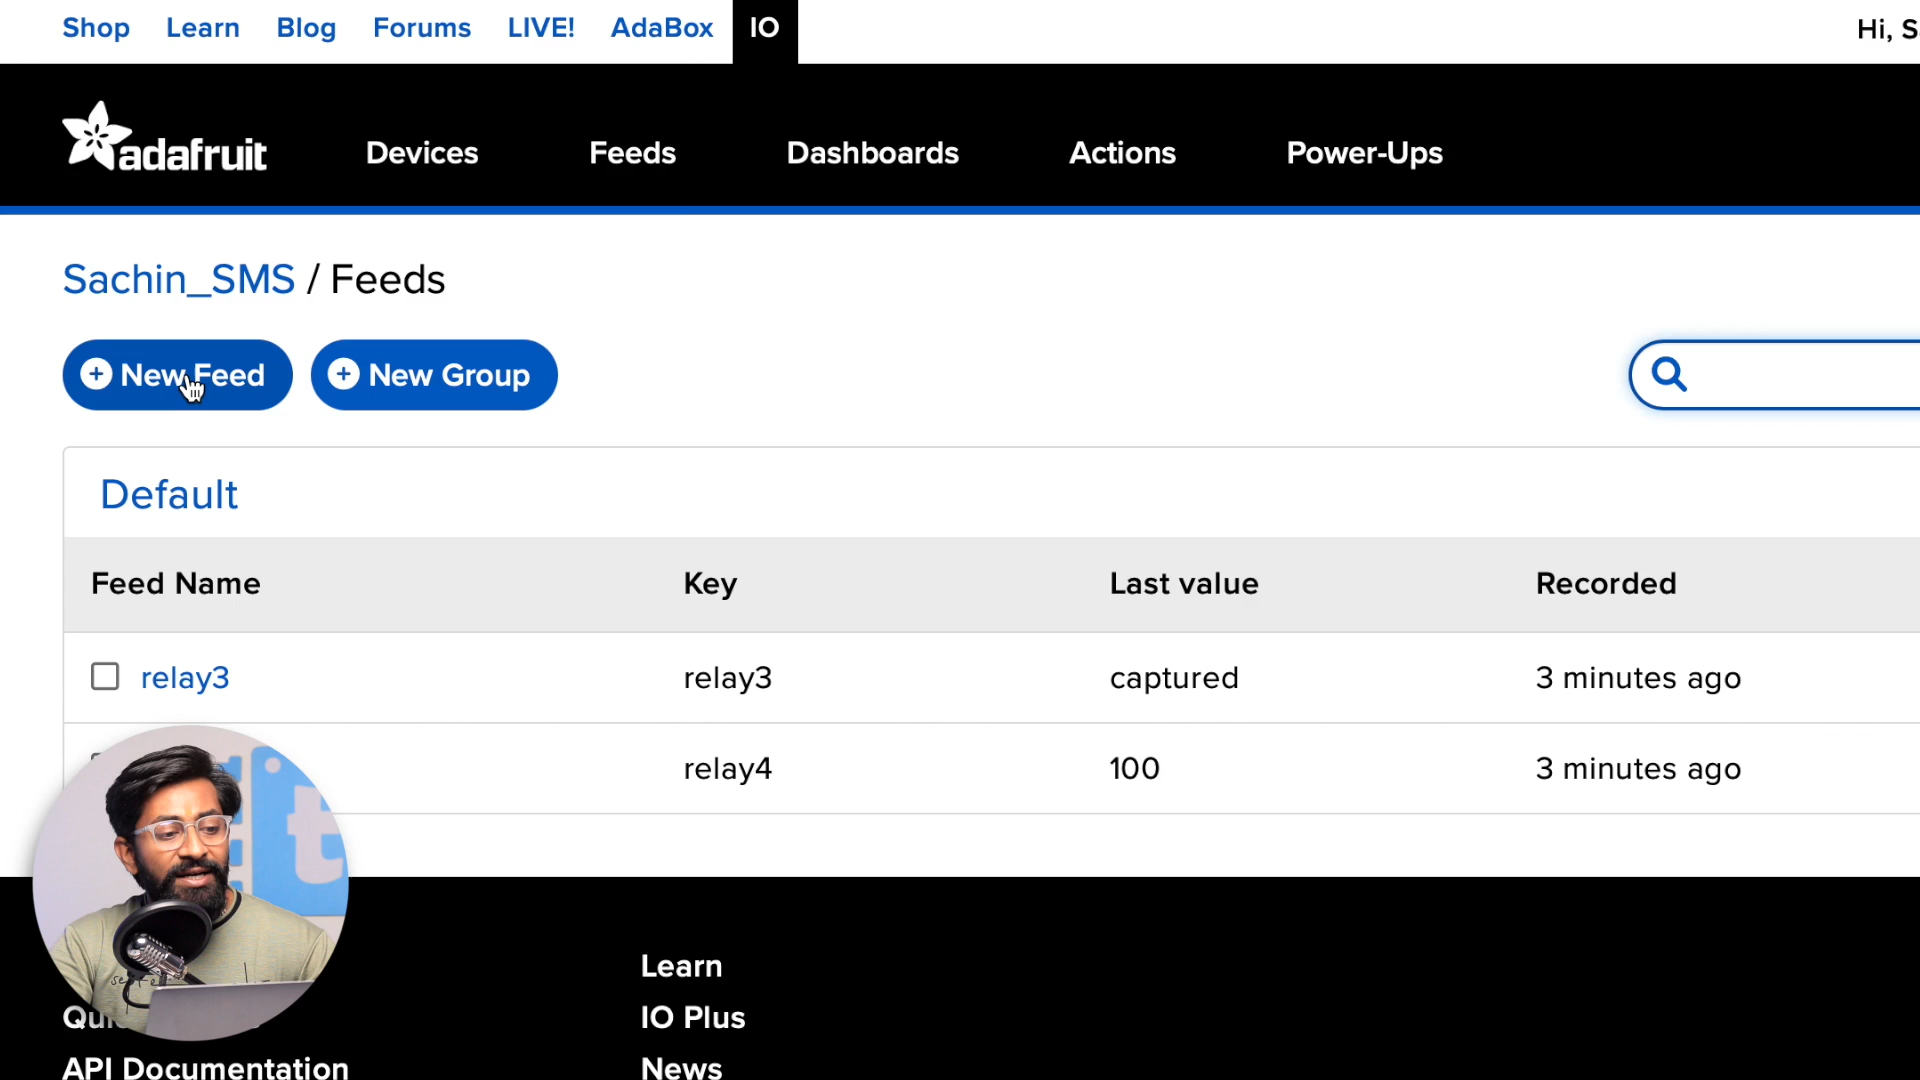 Shop Learn Blog Forums LIVE! AdaBox IO
adafruit Devices Feeds Dashboards Actions Power-Ups
Sachin_SMS / Feeds
New Feed New Group
Default
Feed Name Key Last value Recorded
relay3 relay3 captured 3 minutes ago
relay4 100 3 minutes ago
Learn
IO Plus
API Documentation News